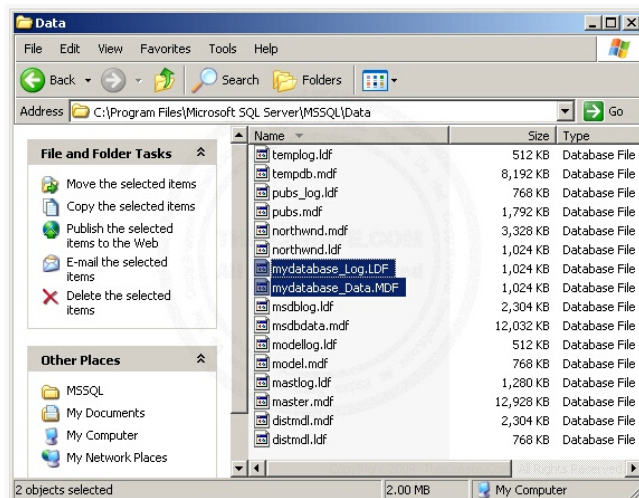 Data
File Edit View Favorites Tools Help
Back Search Folders
Address C:\Program Files\Microsoft SQL Server\MSSQL\Data Go
File and Folder Tasks
Move the selected items
Copy the selected items
Publish the selected
items to the Web
E-mail the selected
items
Delete the selected
items
Other Places
MSSQL
My Documents
My Computer
My Network Places
Name Size Type
templog.ldf 512 KB Database File
tempdb.mdf 8,192 KB Database File
pubs_log.ldf 768 KB Database File
pubs.mdf 1,792 KB Database File
northwnd.mdf 3,328 KB Database File
northwnd.ldf 1,024 KB Database File
mydatabase_Log.LDF 1,024 KB Database File
mydatabase_Data.MDF 1,024 KB Database File
msdblog.ldf 2,304 KB Database File
msdbdata.mdf 12,032 KB Database File
modellog.ldf 512 KB Database File
model.mdf 768 KB Database File
mastlog.ldf 1,280 KB Database File
master.mdf 12,928 KB Database File
distmdl.mdf 2,304 KB Database File
distmdl.ldf 768 KB Database File
2 objects selected 2.00 MB My Computer